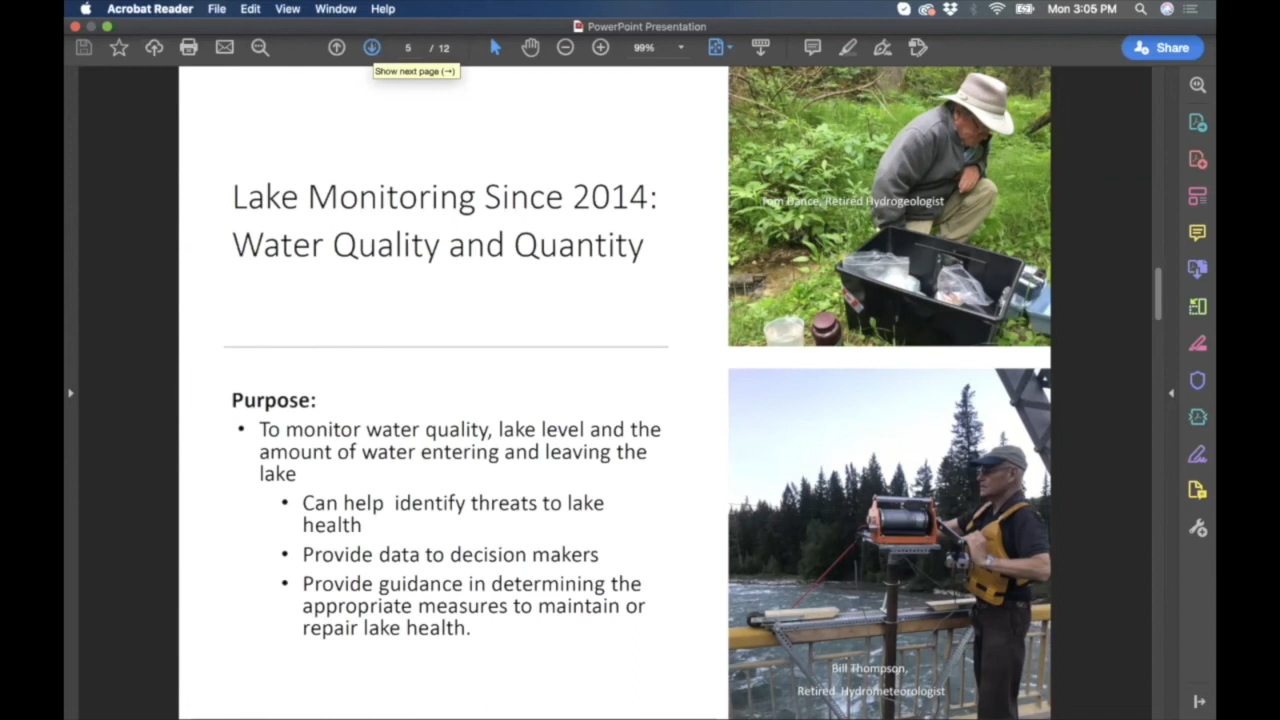 Acrobat Reader File Edit View Window Help Mon 3:05 PM
PowerPoint Presentation
5 / 12 99% Share
Show next page (→)
Lake Monitoring Since 2014:
Water Quality and Quantity
Tom Dance, Retired Hydrogeologist
Purpose:
• To monitor water quality, lake level and the
amount of water entering and leaving the
lake
• Can help identify threats to lake
health
• Provide data to decision makers
• Provide guidance in determining the
appropriate measures to maintain or
repair lake health.
Bill Thompson,
Retired Hydrometeorologist